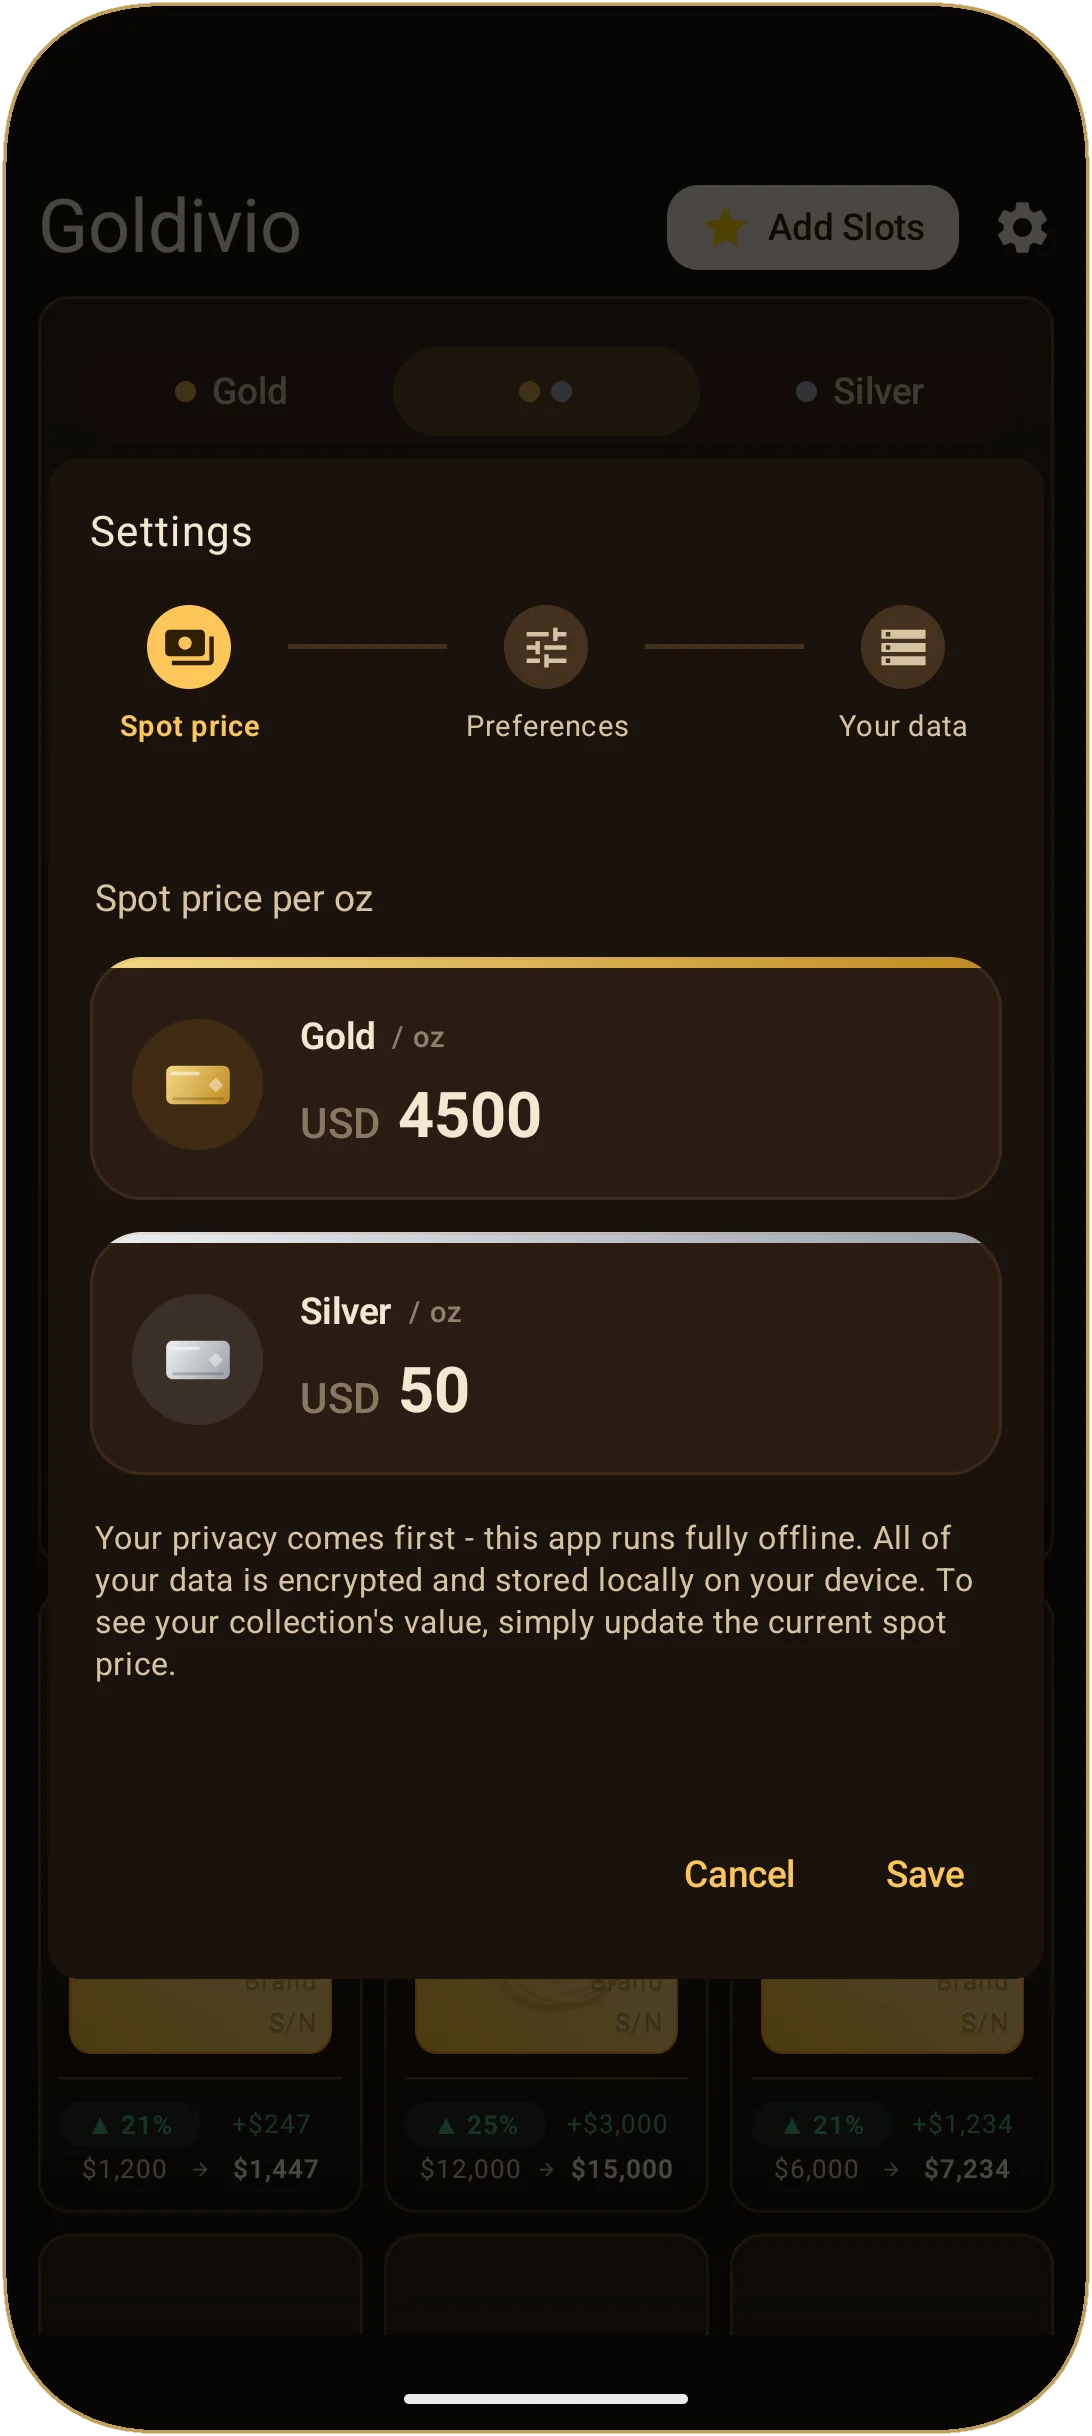 Goldivio
Add Slots
Gold
Silver
Settings
Spot price
Preferences
Your data
Spot price per oz
Gold / oz
USD 4500
Silver / oz
USD 50
Your privacy comes first - this app runs fully offline. All of
your data is encrypted and stored locally on your device. To
see your collection's value, simply update the current spot
price.
Cancel Save
Brand Brand Brand
S/N S/N S/N
▲ 21% +$247 ▲ 25% +$3,000 ▲ 21% +$1,234
$1,200 → $1,447 $12,000 → $15,000 $6,000 → $7,234